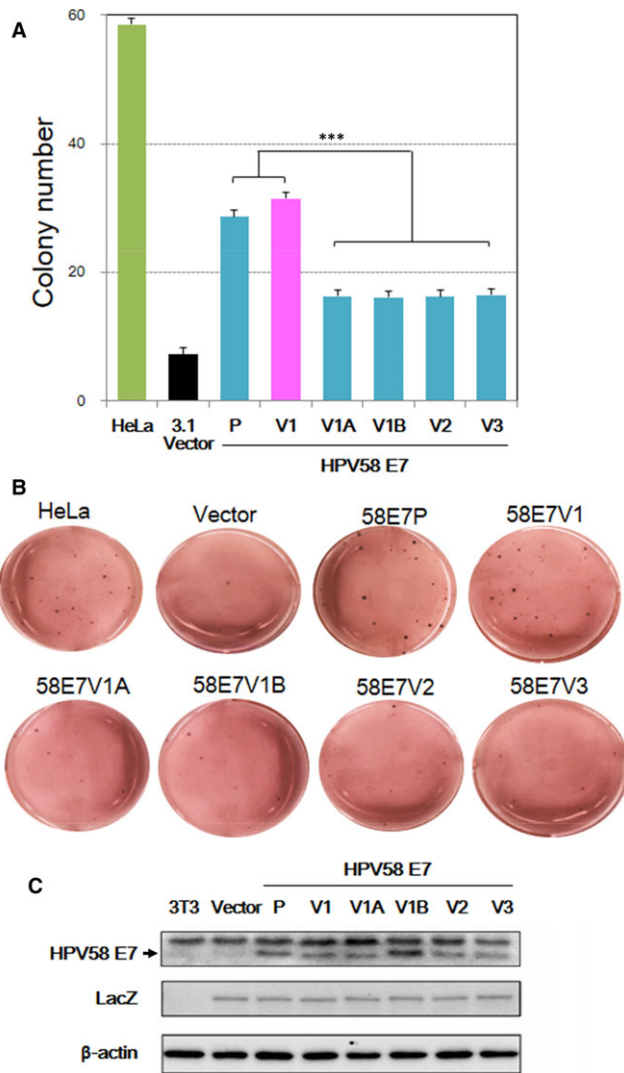 A
60
40
20
0
Colony number
***
HeLa 3.1 Vector P V1 V1A V1B V2 V3
HPV58 E7
B
HeLa Vector 58E7P 58E7V1
58E7V1A 58E7V1B 58E7V2 58E7V3
C
HPV58 E7
3T3 Vector P V1 V1A V1B V2 V3
HPV58 E7
LacZ
β-actin